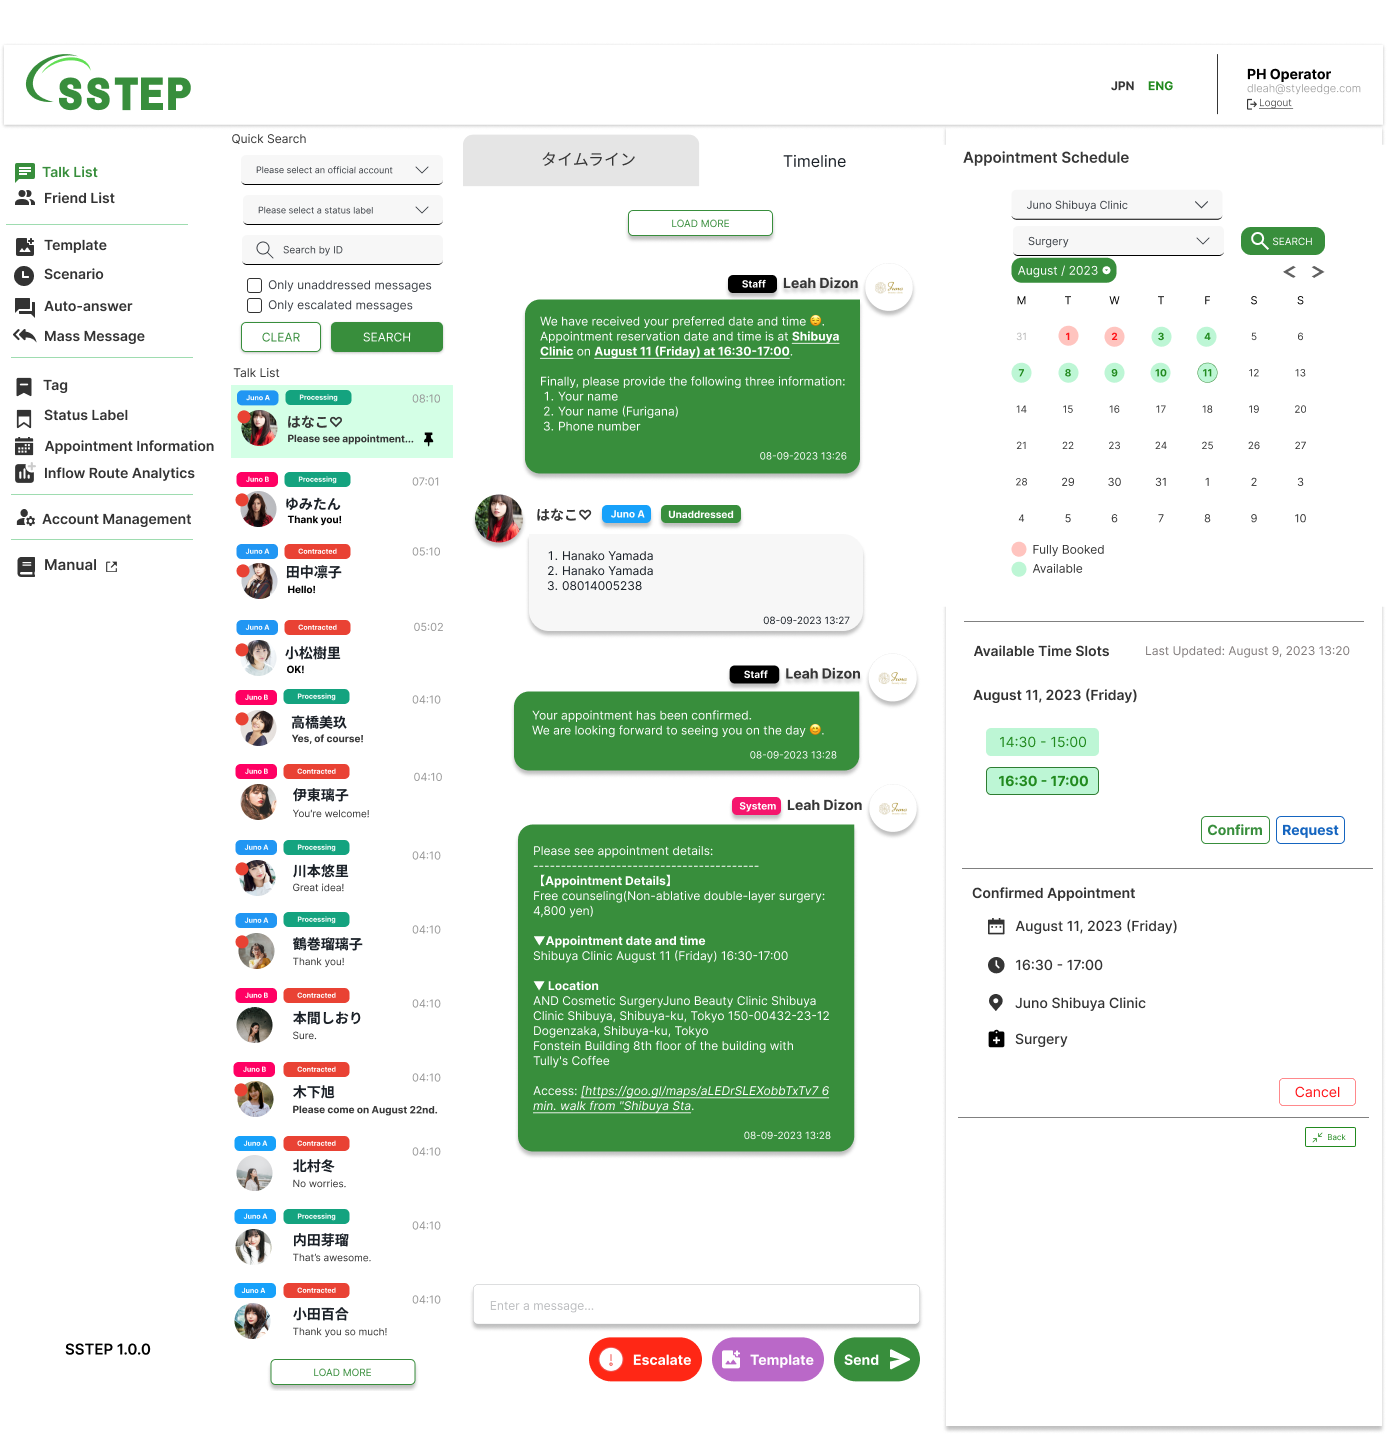 SSTEP
JPN ENG
PH Operator
dleah@styleedge.com
Logout
Talk List
Friend List
Template
Scenario
Auto-answer
Mass Message
Tag
Status Label
Appointment Information
Inflow Route Analytics
Account Management
Manual
SSTEP 1.0.0
Quick Search
Please select an official account
Please select a status label
Search by ID
Only unaddressed messages
Only escalated messages
CLEAR SEARCH
Talk List
Juno A Processing 08:10
はなこ♡
Please see appointment...
Juno B Processing 07:01
ゆみたん
Thank you!
Juno A Contracted 05:10
田中凛子
Hello!
Juno A Contracted 05:02
小松樹里
OK!
Juno B Processing 04:10
高橋美玖
Yes, of course!
Juno B Contracted 04:10
伊東璃子
You're welcome!
Juno A Processing 04:10
川本悠里
Great idea!
Juno A Processing 04:10
鶴巻瑠璃子
Thank you!
Juno B Contracted 04:10
本間しおり
Sure.
Juno B Contracted 04:10
木下旭
Please come on August 22nd.
Juno A Contracted 04:10
北村冬
No worries.
Juno A Processing 04:10
内田芽瑠
That's awesome.
Juno A Contracted 04:10
小田百合
Thank you so much!
LOAD MORE
タイムライン Timeline
LOAD MORE
Staff Leah Dizon
We have received your preferred date and time 😌.
Appointment reservation date and time is at Shibuya
Clinic on August 11 (Friday) at 16:30-17:00.
Finally, please provide the following three information:
1. Your name
2. Your name (Furigana)
3. Phone number
08-09-2023 13:26
はなこ♡ Juno A Unaddressed
1. Hanako Yamada
2. Hanako Yamada
3. 08014005238
08-09-2023 13:27
Staff Leah Dizon
Your appointment has been confirmed.
We are looking forward to seeing you on the day 😊.
08-09-2023 13:28
System Leah Dizon
Please see appointment details:
----------------------------------------
【Appointment Details】
Free counseling(Non-ablative double-layer surgery:
4,800 yen)
▼Appointment date and time
Shibuya Clinic August 11 (Friday) 16:30-17:00
▼ Location
AND Cosmetic SurgeryJuno Beauty Clinic Shibuya
Clinic Shibuya, Shibuya-ku, Tokyo 150-00432-23-12
Dogenzaka, Shibuya-ku, Tokyo
Fonstein Building 8th floor of the building with
Tully's Coffee
Access: [https://goo.gl/maps/aLEDrSLEXobbTxTv7 6
min. walk from "Shibuya Sta.
08-09-2023 13:28
Enter a message...
Escalate Template Send
Appointment Schedule
Juno Shibuya Clinic
Surgery
SEARCH
August / 2023
< >
M T W T F S S
31 1 2 3 4 5 6
7 8 9 10 11 12 13
14 15 16 17 18 19 20
21 22 23 24 25 26 27
28 29 30 31 1 2 3
4 5 6 7 8 9 10
Fully Booked
Available
Available Time Slots Last Updated: August 9, 2023 13:20
August 11, 2023 (Friday)
14:30 - 15:00
16:30 - 17:00
Confirm Request
Confirmed Appointment
August 11, 2023 (Friday)
16:30 - 17:00
Juno Shibuya Clinic
Surgery
Cancel
Back